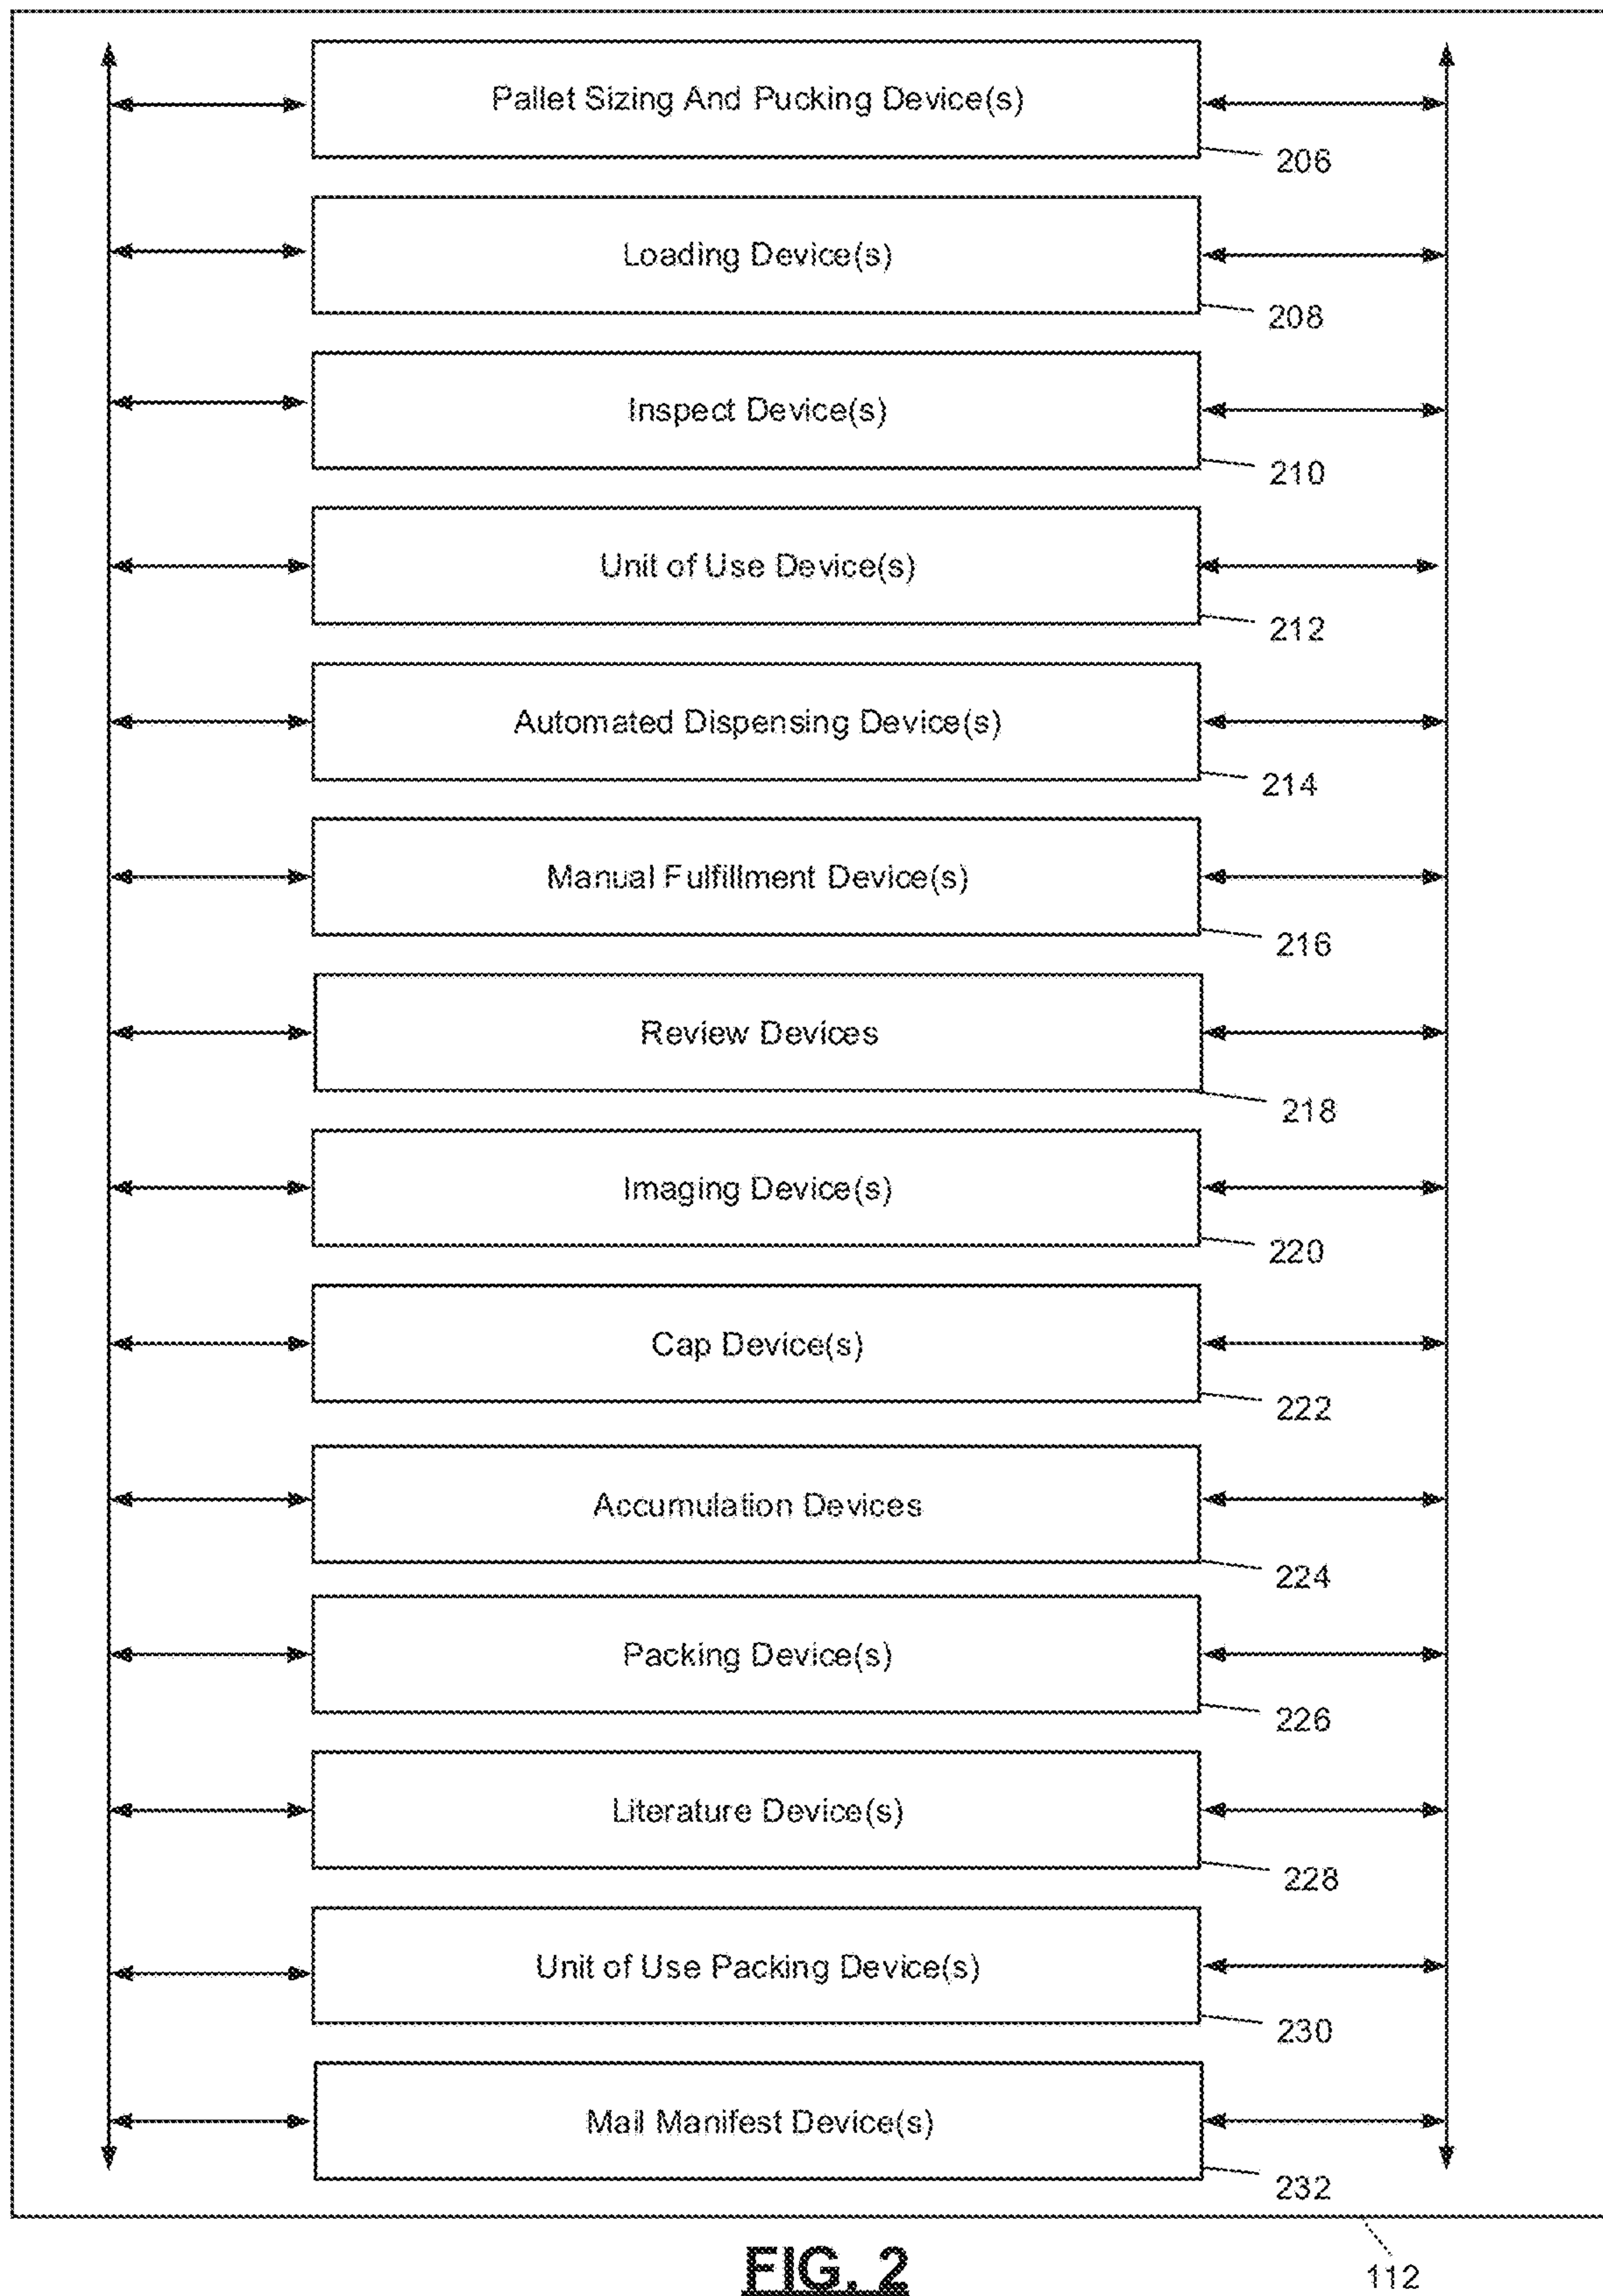 Pallet Sizing And Pucking Device(s)
206
Loading Device(s)
208
Inspect Device(s)
210
Unit of Use Device(s)
212
Automated Dispensing Device(s)
214
Manual Fulfillment Device(s)
216
Review Devices
218
Imaging Device(s)
220
Cap Device(s)
222
Accumulation Devices
224
Packing Device(s)
226
Literature Device(s)
228
Unit of Use Packing Device(s)
230
Mail Manifest Device(s)
232
FIG. 2
112